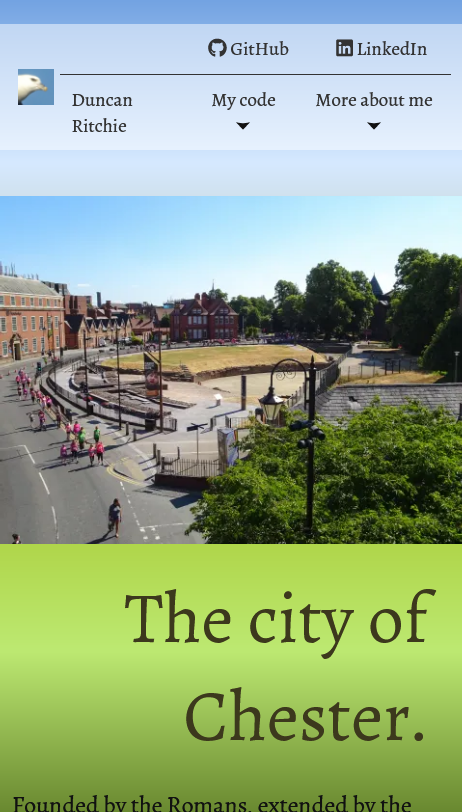 GitHub LinkedIn
Duncan Ritchie My code More about me
The city of
Chester.
Founded by the Romans, extended by the